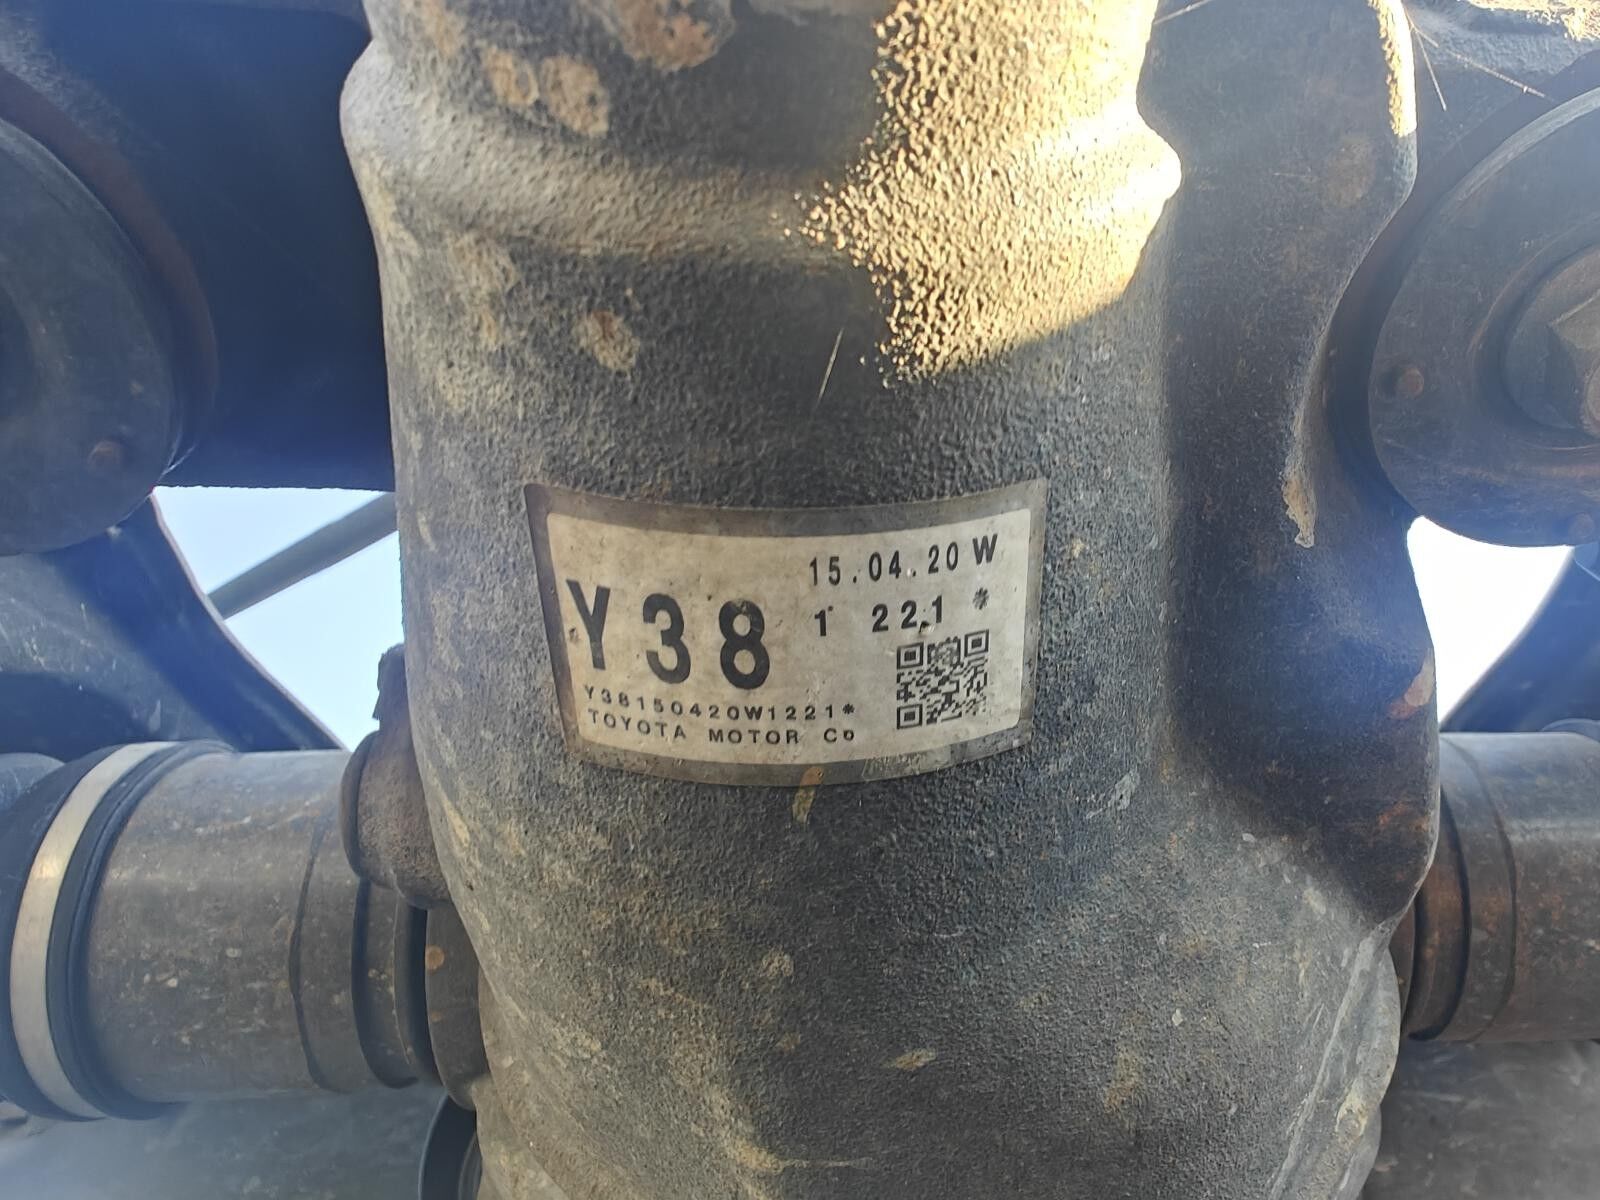 15.04.20 W
Y38 1 221 *
Y38150420W1221*
TOYOTA MOTOR Co